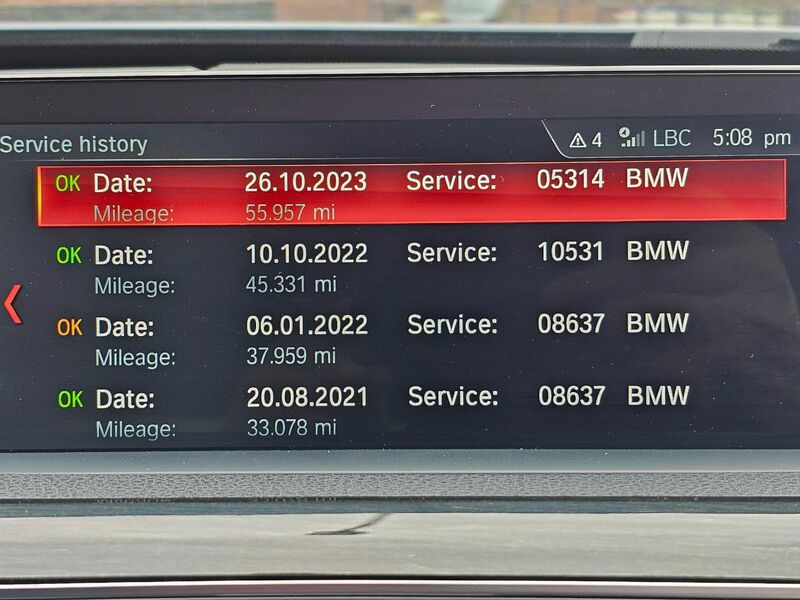 Service history 4 LBC 5:08 pm
OK Date: 26.10.2023 Service: 05314 BMW
Mileage: 55.957 mi
OK Date: 10.10.2022 Service: 10531 BMW
Mileage: 45.331 mi
OK Date: 06.01.2022 Service: 08637 BMW
Mileage: 37.959 mi
OK Date: 20.08.2021 Service: 08637 BMW
Mileage: 33.078 mi